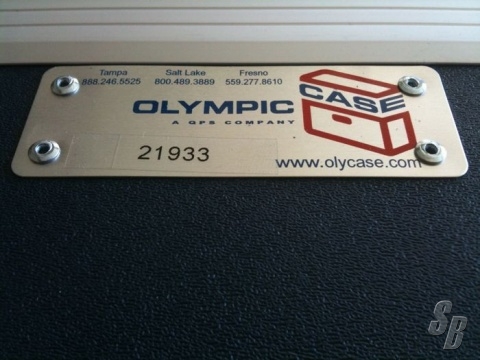 Tampa Salt Lake Fresno
888.246.5525 800.489.3889 559.277.8610
OLYMPIC CASE
A QPS COMPANY
21933
www.olycase.com
SB